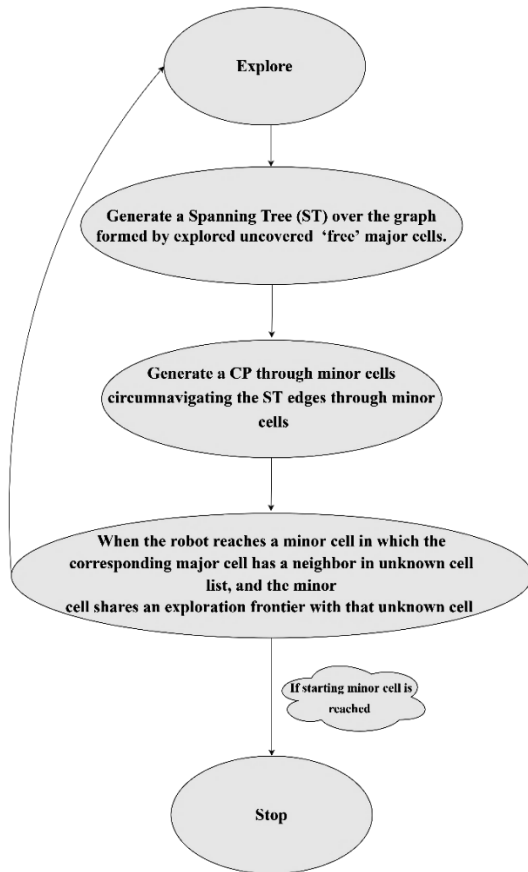 Explore
Generate a Spanning Tree (ST) over the graph
formed by explored uncovered ‘free’ major cells.
Generate a CP through minor cells
circumnavigating the ST edges through minor
cells
When the robot reaches a minor cell in which the
corresponding major cell has a neighbor in unknown cell
list, and the minor
cell shares an exploration frontier with that unknown cell
If starting minor cell is
reached
Stop